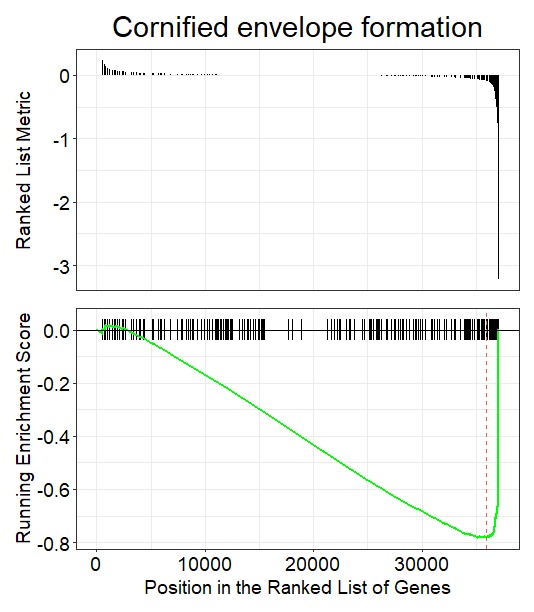 Cornified envelope formation
Ranked List Metric
0
-1
-2
-3
Running Enrichment Score
0.0
-0.2
-0.4
-0.6
-0.8
0 10000 20000 30000
Position in the Ranked List of Genes